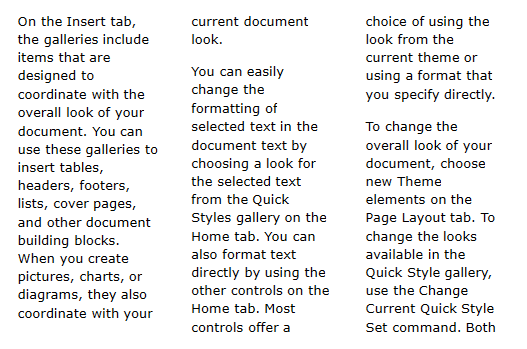 On the Insert tab,
the galleries include
items that are
designed to
coordinate with the
overall look of your
document. You can
use these galleries to
insert tables,
headers, footers,
lists, cover pages,
and other document
building blocks.
When you create
pictures, charts, or
diagrams, they also
coordinate with your
current document
look.
You can easily
change the
formatting of
selected text in the
document text by
choosing a look for
the selected text
from the Quick
Styles gallery on the
Home tab. You can
also format text
directly by using the
other controls on the
Home tab. Most
controls offer a
choice of using the
look from the
current theme or
using a format that
you specify directly.
To change the
overall look of your
document, choose
new Theme
elements on the
Page Layout tab. To
change the looks
available in the
Quick Style gallery,
use the Change
Current Quick Style
Set command. Both